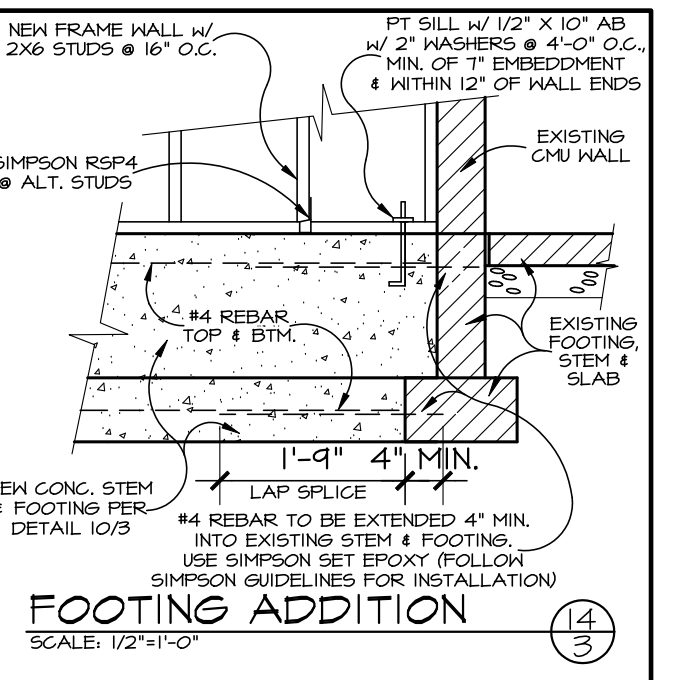 NEW FRAME WALL W/
2X6 STUDS @ 16" O.C.
PT SILL W/ 1/2" X 10" AB
W/ 2" WASHERS @ 4'-0" O.C.,
MIN. OF 7" EMBEDDMENT
& WITHIN 12" OF WALL ENDS
EXISTING
CMU WALL
SIMPSON RSP4
@ ALT. STUDS
#4 REBAR
TOP & BTM.
EXISTING
FOOTING,
STEM &
SLAB
1'-9" 4" MIN.
LAP SPLICE
EW CONC. STEM
& FOOTING PER
DETAIL 10/3
#4 REBAR TO BE EXTENDED 4" MIN.
INTO EXISTING STEM & FOOTING.
USE SIMPSON SET EPOXY (FOLLOW
SIMPSON GUIDELINES FOR INSTALLATION)
FOOTING ADDITION
SCALE: 1/2"=1'-0"
14
3